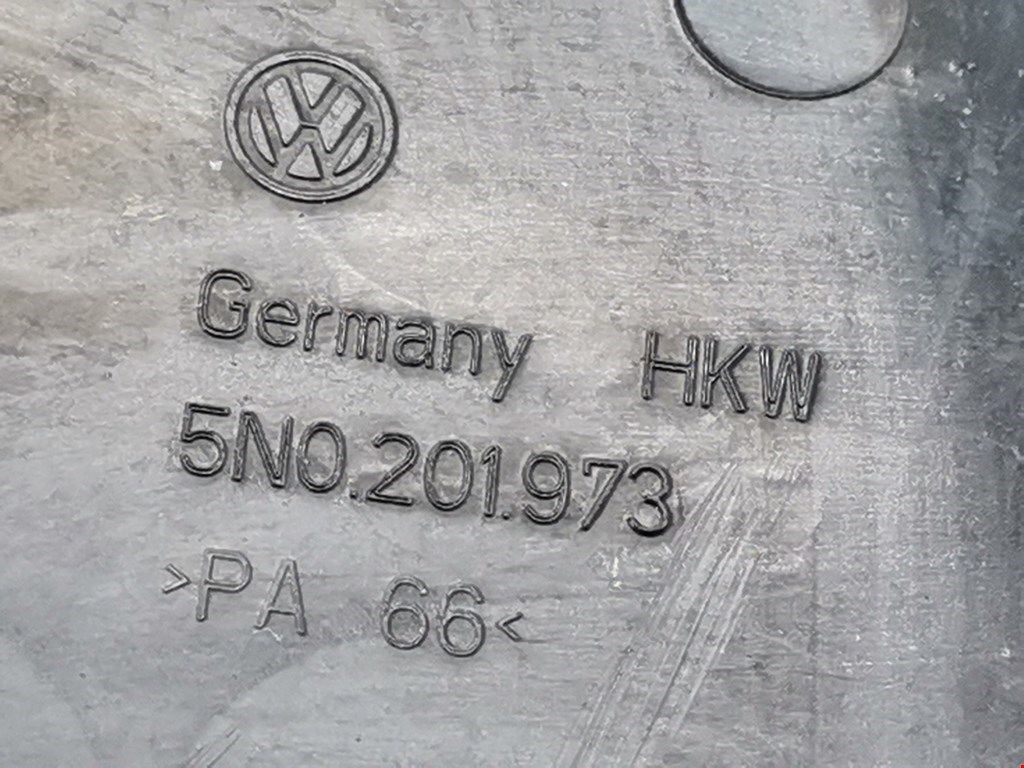 Germany HKW
5N0.201.973
>PA 66<